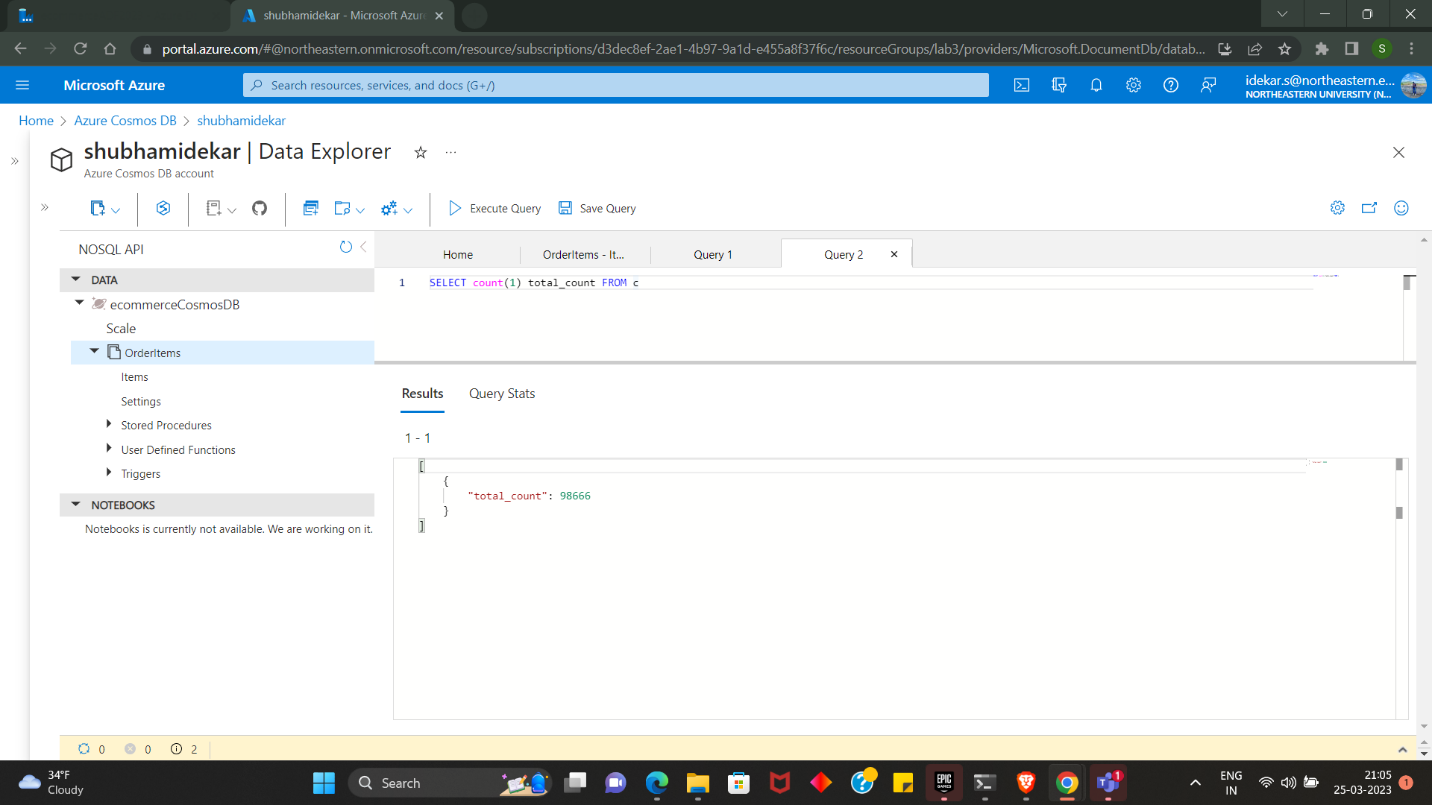 shubhamidekar - Microsoft Azur
portal.azure.com/#@northeastern.onmicrosoft.com/resource/subscriptions/d3dec8ef-2ae1-4b97-9a1d-e455a8f37f6c/resourceGroups/lab3/providers/Microsoft.DocumentDb/datab...
S
Microsoft Azure
Search resources, services, and docs (G+/)
idekar.s@northeastern.e...
NORTHEASTERN UNIVERSITY (N...
Home > Azure Cosmos DB > shubhamidekar
shubhamidekar | Data Explorer
...
Azure Cosmos DB account
Execute Query
Save Query
NOSQL API
Home
OrderItems - It...
Query 1
Query 2
DATA
1 SELECT count(1) total_count FROM c
ecommerceCosmosDB
Scale
OrderItems
Items
Settings
Stored Procedures
User Defined Functions
Triggers
NOTEBOOKS
Notebooks is currently not available. We are working on it.
Results
Query Stats
1 - 1
[
{
"total_count": 98666
}
]
0 0 2
34°F
Cloudy
Search
EPIC
GAMES
1
ENG
IN
21:05
25-03-2023
1